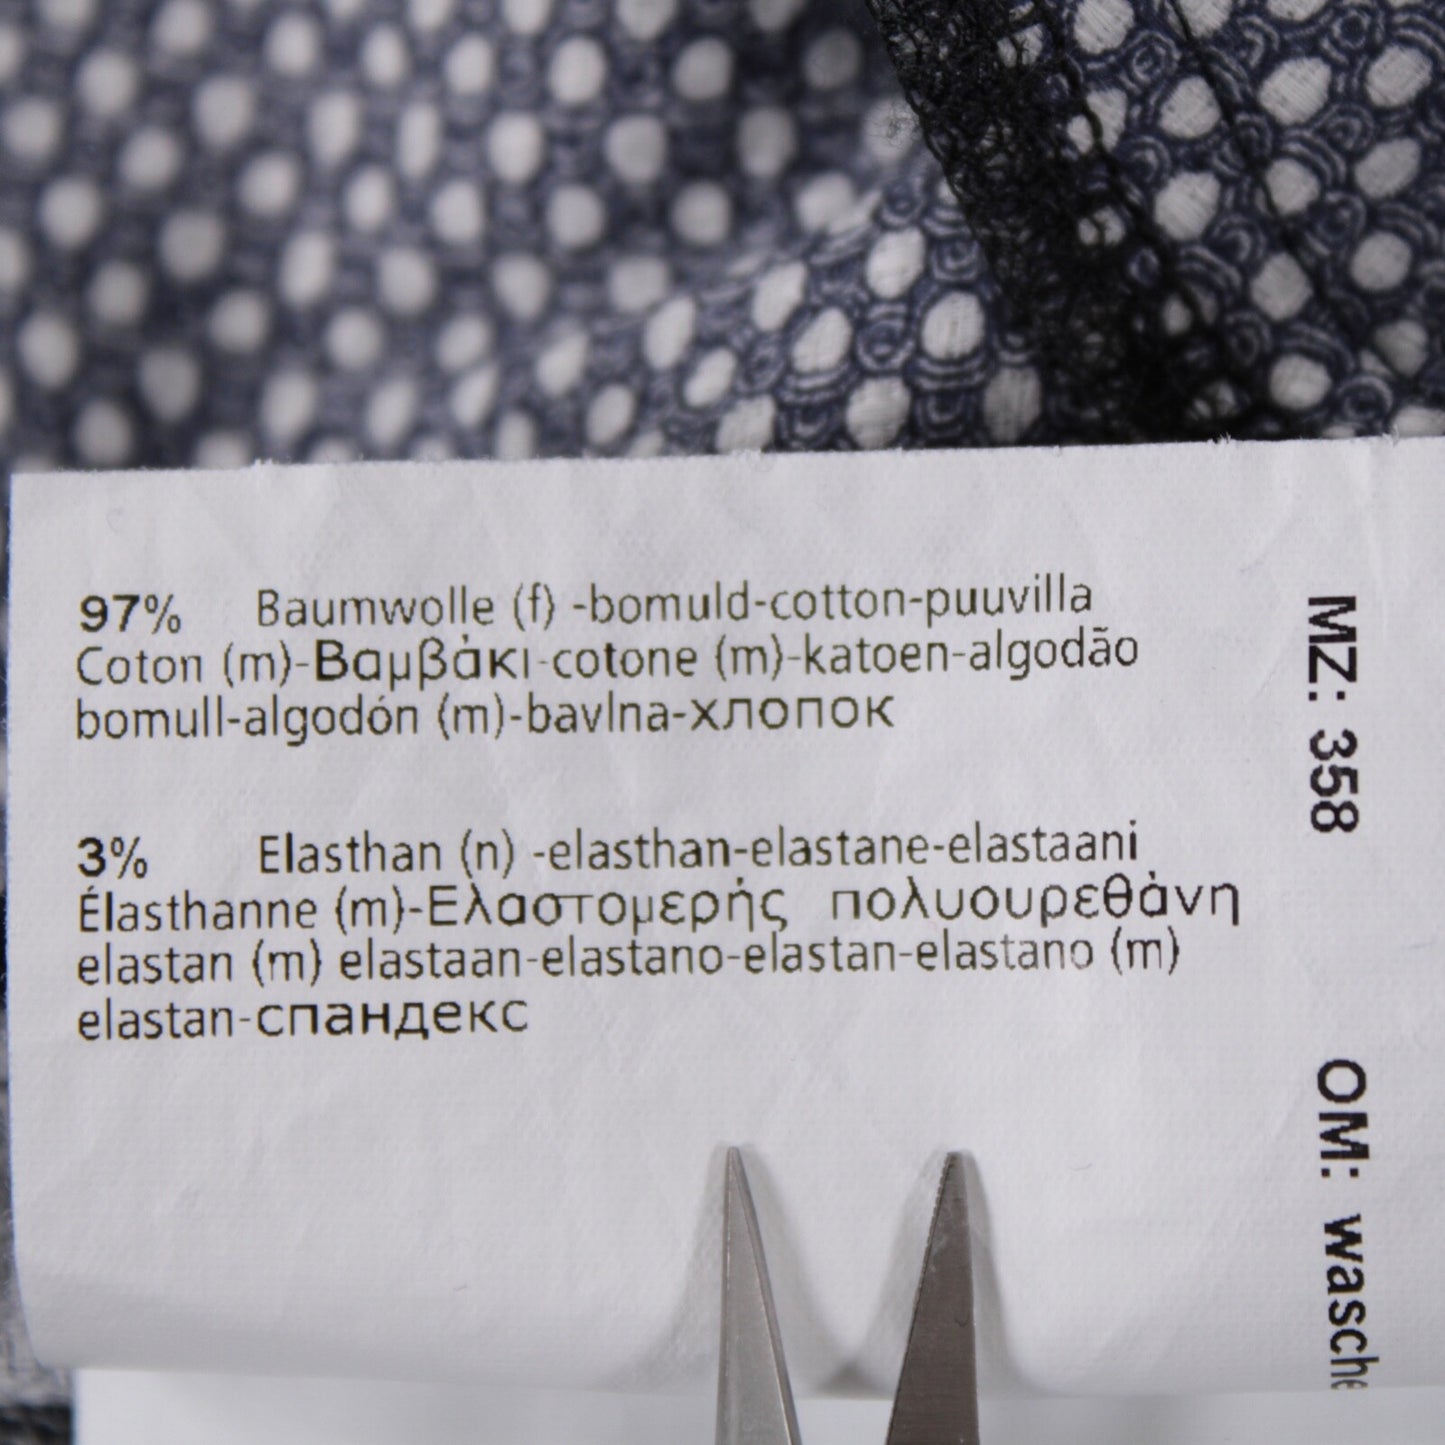 97% Baumwolle (f) -bomuld-cotton-puuvilla
Coton (m)-Βαμβάκι-cotone (m)-katoen-algodão
bomull-algodón (m)-bavlna-хлопок
3% Elasthan (n) -elasthan-elastane-elastaani
Élasthanne (m)-Ελαστομερής πολυουρεθάνη
elastan (m) elastaan-elastano-elastan-elastano (m)
elastan-спандекс
MZ: 358
OM: